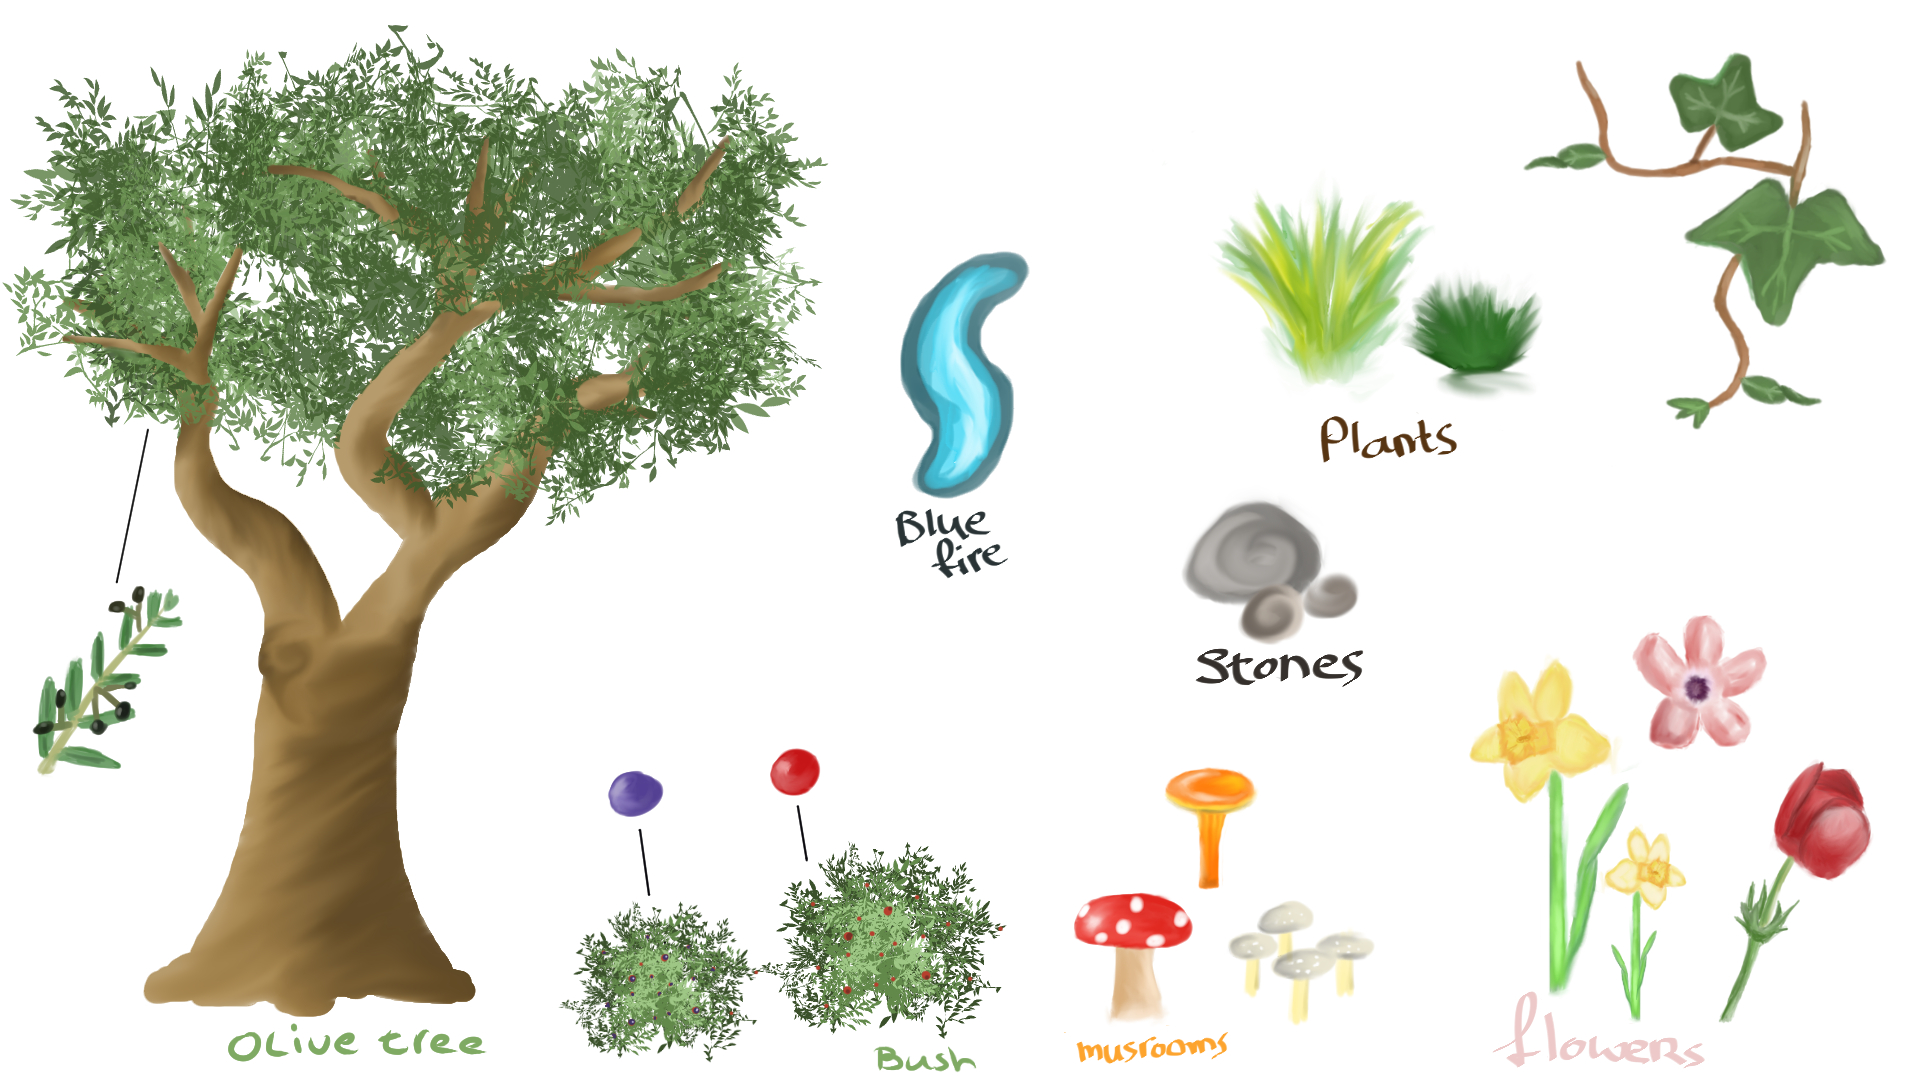 Plants
Blue
fire
Stones
Olive tree
Bush
musrooms
flowers